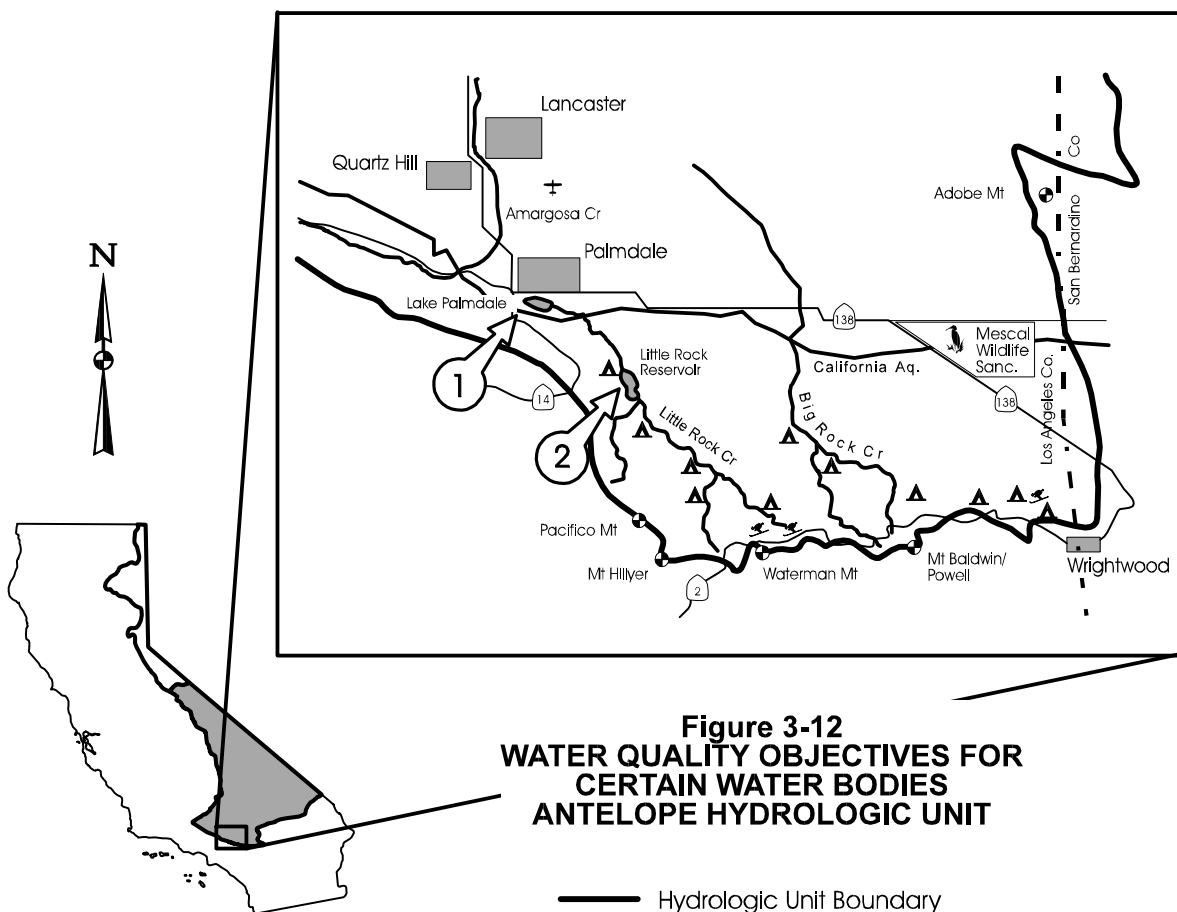 Lancaster
Quartz Hill
Amargosa Cr
Adobe Mt
San Bernardino Co
N
Palmdale
Lake Palmdale
138
Mescal
Wildlife
Sanc.
Little Rock
Reservoir
California Aq.
1
14
138
Los Angeles Co.
Big Rock Cr
2
Little Rock Cr
Pacifico Mt
Mt Hillyer
Waterman Mt
Mt Baldwin/
Powell
Wrightwood
2
Figure 3-12
WATER QUALITY OBJECTIVES FOR
CERTAIN WATER BODIES
ANTELOPE HYDROLOGIC UNIT
Hydrologic Unit Boundary